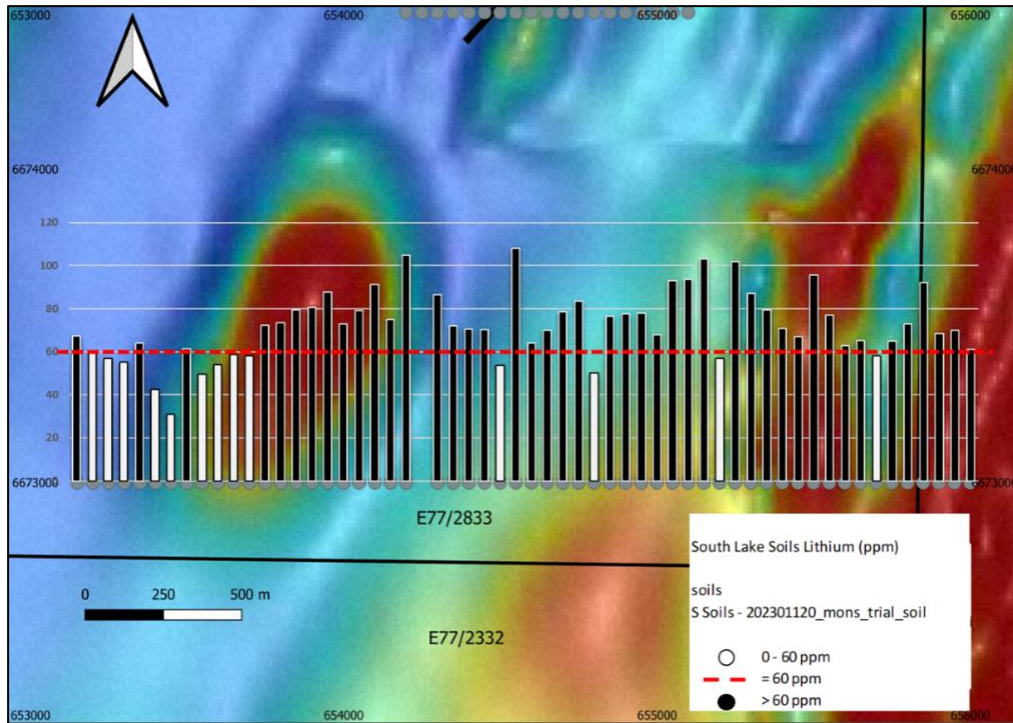 653000 654000 655000 656000
6674000 6674000
120
100
80
60
40
20
6673000 6673000
E77/2833
0 250 500 m
E77/2332
South Lake Soils Lithium (ppm)
soils
S Soils - 202301120_mons_trial_soil
0 - 60 ppm
= 60 ppm
> 60 ppm
653000 654000 655000 656000